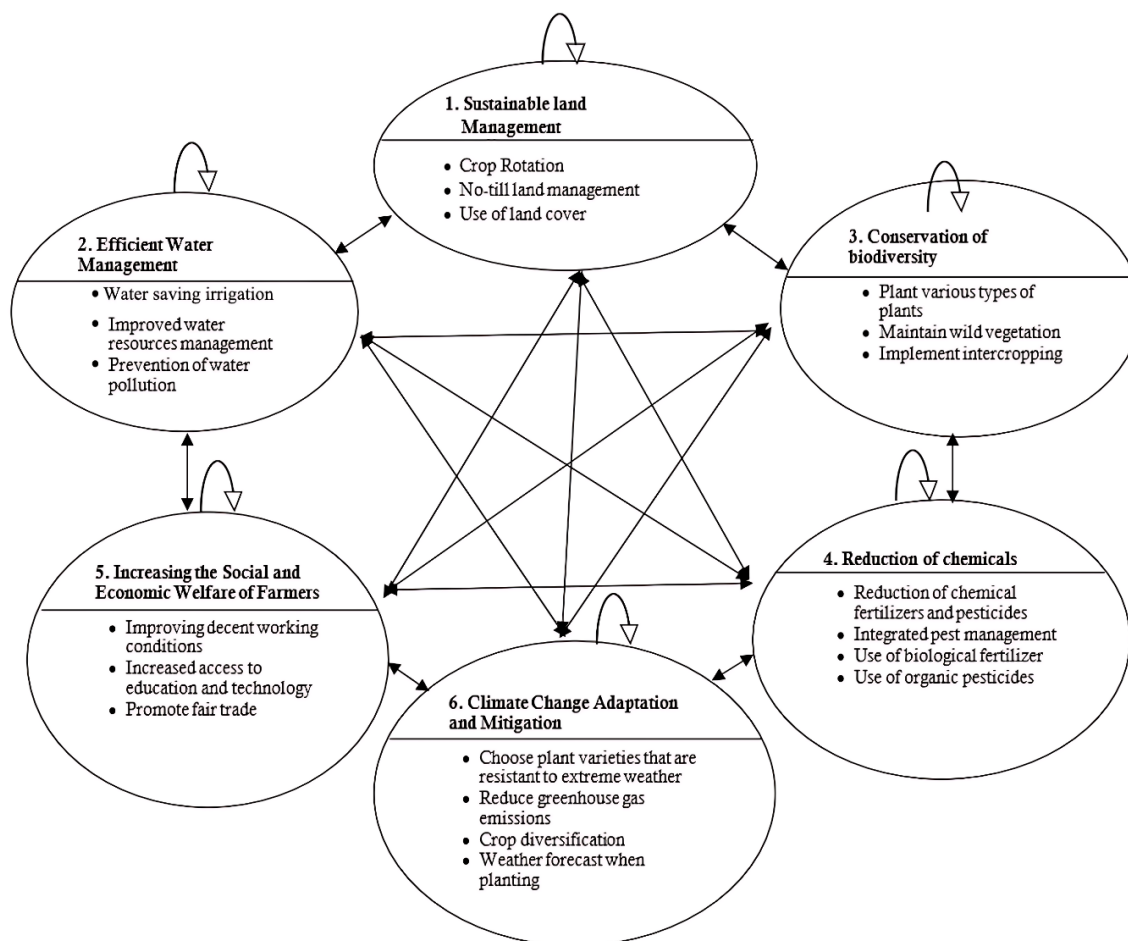 1. Sustainable land
Management
• Crop Rotation
• No-till land management
• Use of land cover
2. Efficient Water
Management
• Water saving irrigation
• Improved water
resources management
• Prevention of water
pollution
3. Conservation of
biodiversity
• Plant various types of
plants
• Maintain wild vegetation
• Implement intercropping
4. Reduction of chemicals
• Reduction of chemical
fertilizers and pesticides
• Integrated pest management
• Use of biological fertilizer
• Use of organic pesticides
5. Increasing the Social and
Economic Welfare of Farmers
• Improving decent working
conditions
• Increased access to
education and technology
• Promote fair trade
6. Climate Change Adaptation
and Mitigation
• Choose plant varieties that are
resistant to extreme weather
• Reduce greenhouse gas
emissions
• Crop diversification
• Weather forecast when
planting